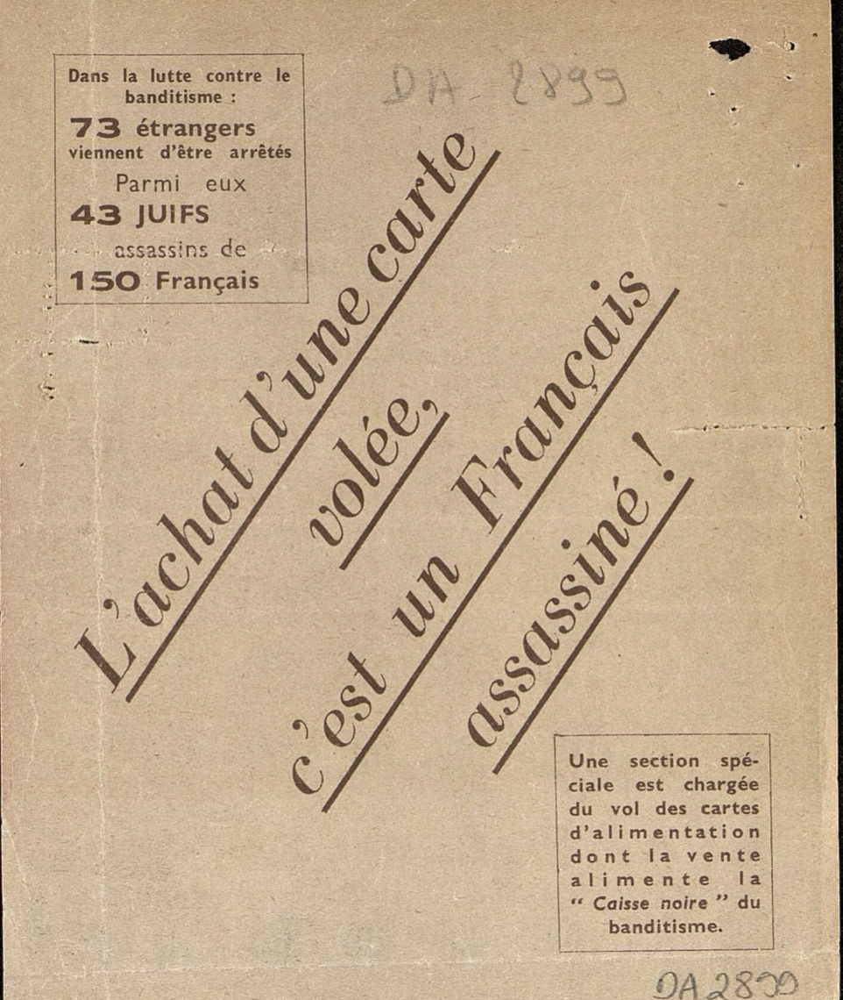 Dans la lutte contre le
banditisme :
73 étrangers
viennent d'être arrêtés
Parmi eux
43 JUIFS
assassins de
150 Français
DA 2899
L'achat d'une carte
volée,
c'est un Français
assassiné !
Une section spé-
ciale est chargée
du vol des cartes
d'alimentation
dont la vente
alimente la
“ Caisse noire ” du
banditisme.
DA 2899